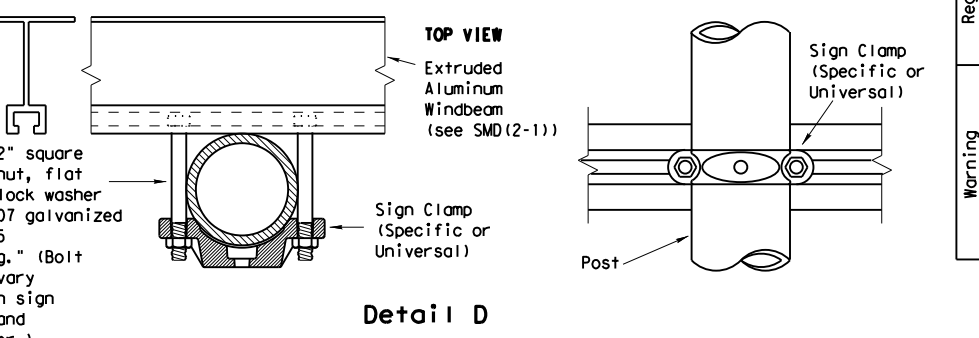 TOP VIEW
Extruded
Aluminum
Windbeam
(see SMD(2-1))
2" square
nut, flat
lock washer
07 galvanized
g." (Bolt
vary
sign
and
Sign Clamp
(Specific or
Universal)
Detail D
Sign Clamp
(Specific or
Universal)
Post
Reg
Warning